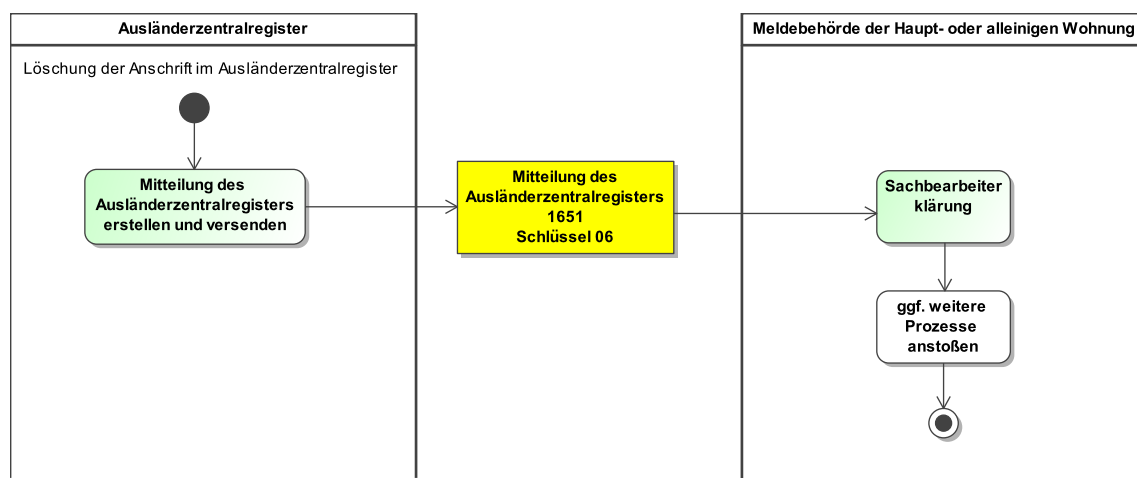 Ausländerzentralregister
Meldebehörde der Haupt- oder alleinigen Wohnung
Löschung der Anschrift im Ausländerzentralregister
Mitteilung des
Ausländerzentralregisters
erstellen und versenden
Mitteilung des
Ausländerzentralregisters
1651
Schlüssel 06
Sachbearbeiter
klärung
ggf. weitere
Prozesse
anstoßen